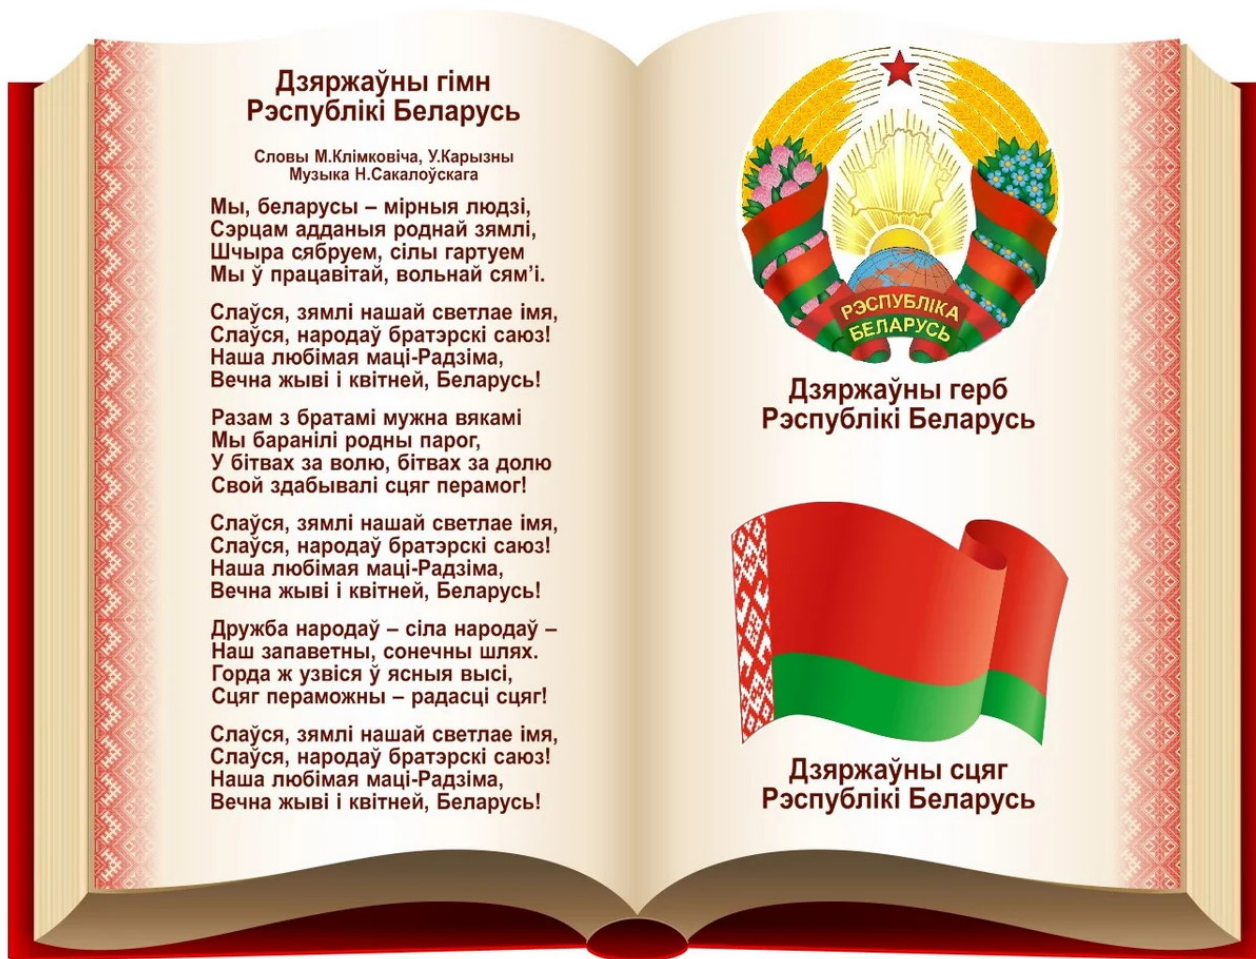 Дзяржаўны гімн
Рэспублікі Беларусь
Словы М.Клімковіча, У.Карызны
Музыка Н.Сакалоўскага
Мы, беларусы – мірныя людзі,
Сэрцам адданыя роднай зямлі,
Шчыра сябруем, сілы гартуем
Мы ў працавітай, вольнай сям’і.
Слаўся, зямлі нашай светлае імя,
Слаўся, народаў братэрскі саюз!
Наша любімая маці-Радзіма,
Вечна жыві і квітней, Беларусь!
Разам з братамі мужна вякамі
Мы баранілі родны парог,
У бітвах за волю, бітвах за долю
Свой здабывалі сцяг перамог!
Слаўся, зямлі нашай светлае імя,
Слаўся, народаў братэрскі саюз!
Наша любімая маці-Радзіма,
Вечна жыві і квітней, Беларусь!
Дружба народаў – сіла народаў –
Наш запаветны, сонечны шлях.
Горда ж узвіся ў ясныя высі,
Сцяг пераможны – радасці сцяг!
Слаўся, зямлі нашай светлае імя,
Слаўся, народаў братэрскі саюз!
Наша любімая маці-Радзіма,
Вечна жыві і квітней, Беларусь!
РЭСПУБЛІКА
БЕЛАРУСЬ
Дзяржаўны герб
Рэспублікі Беларусь
Дзяржаўны сцяг
Рэспублікі Беларусь